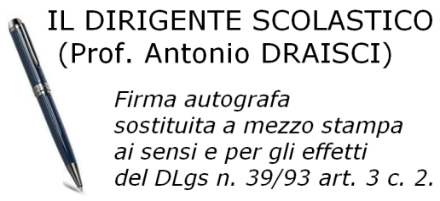 IL DIRIGENTE SCOLASTICO
(Prof. Antonio DRAISCI)
Firma autografa
sostituita a mezzo stampa
ai sensi e per gli effetti
del DLgs n. 39/93 art. 3 c. 2.